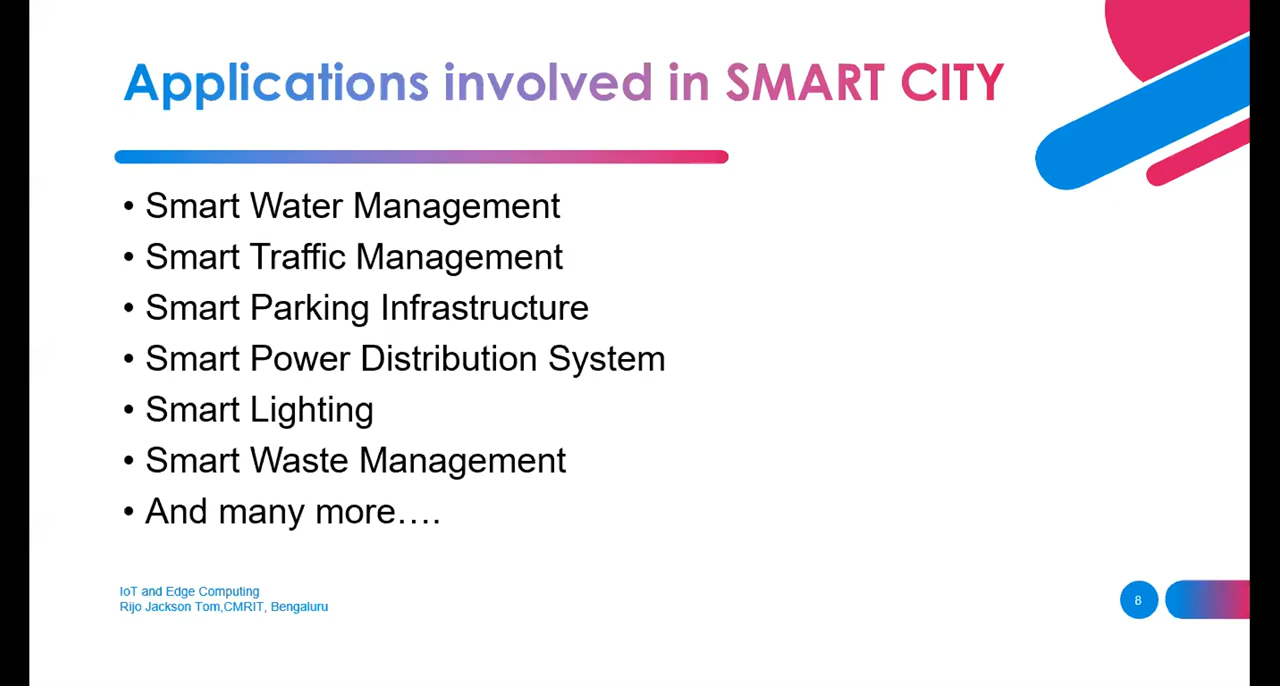 Applications involved in SMART CITY
• Smart Water Management
• Smart Traffic Management
• Smart Parking Infrastructure
• Smart Power Distribution System
• Smart Lighting
• Smart Waste Management
• And many more….
IoT and Edge Computing
Rijo Jackson Tom,CMRIT, Bengaluru
8